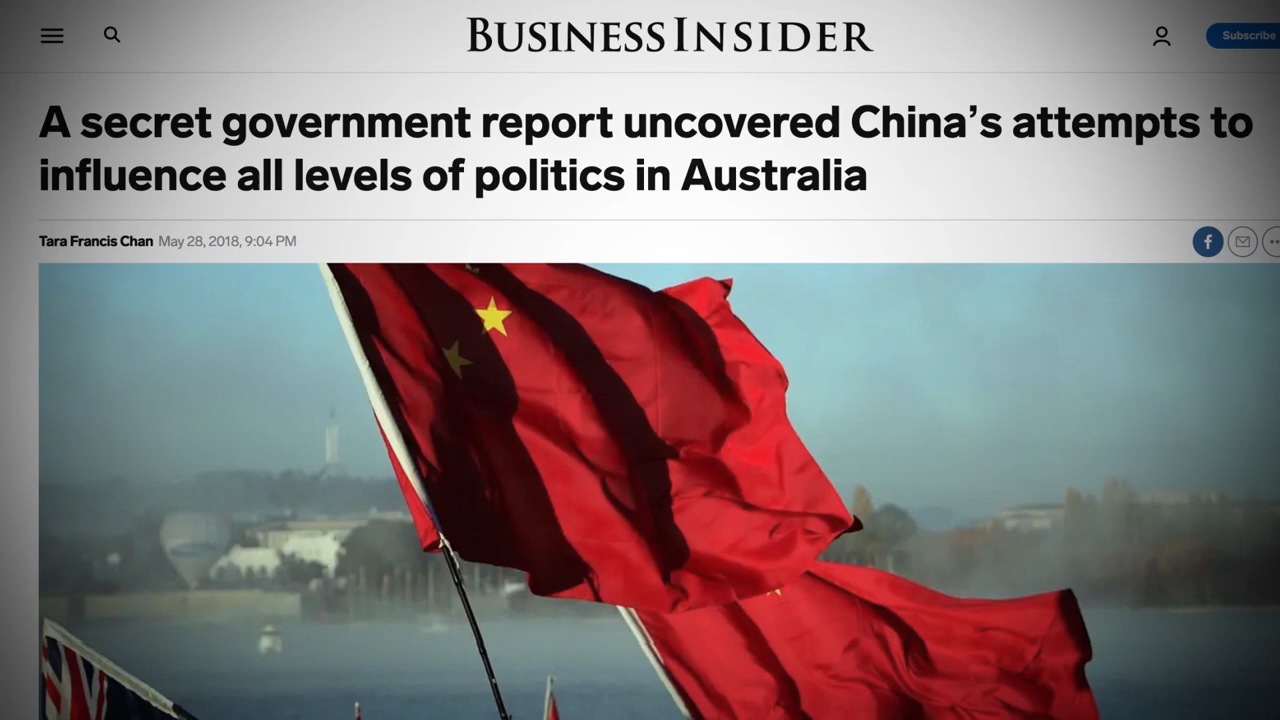 BUSINESS INSIDER
Subscribe
A secret government report uncovered China’s attempts to
influence all levels of politics in Australia
Tara Francis Chan May 28, 2018, 9:04 PM